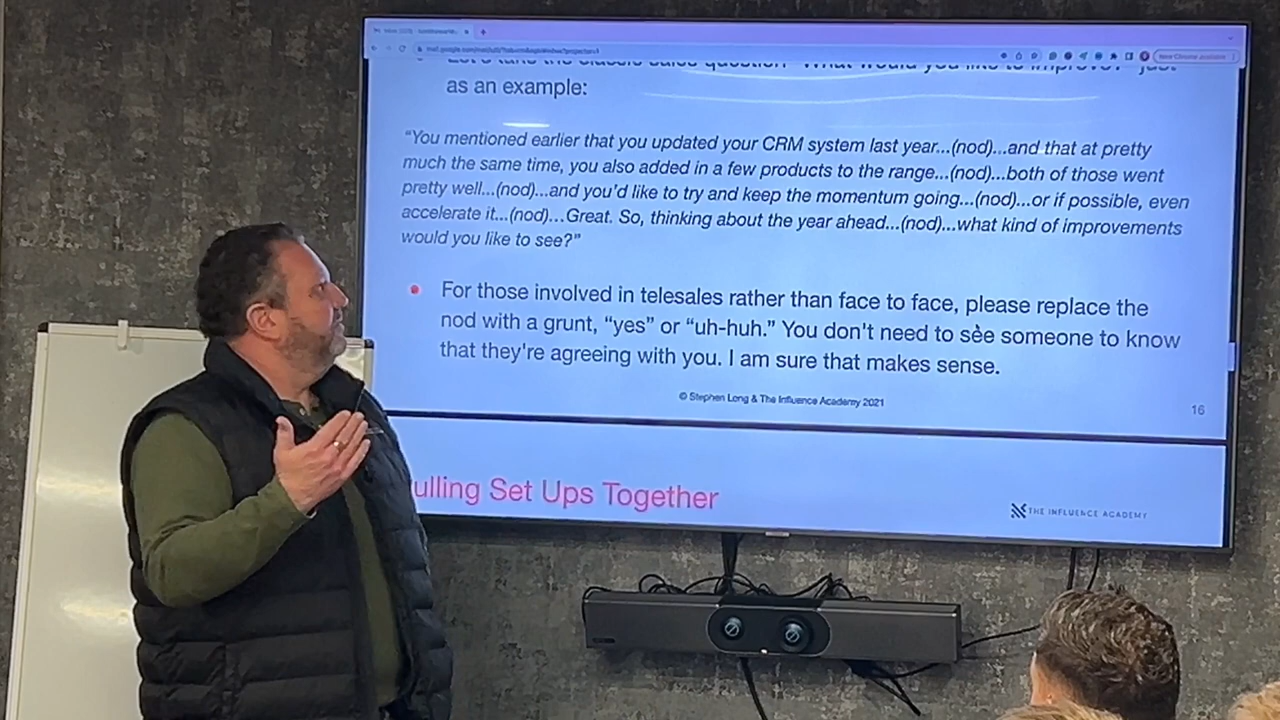 as an example:
“You mentioned earlier that you updated your CRM system last year...(nod)...and that at pretty
much the same time, you also added in a few products to the range...(nod)...both of those went
pretty well...(nod)...and you’d like to try and keep the momentum going...(nod)...or if possible, even
accelerate it...(nod)...Great. So, thinking about the year ahead...(nod)...what kind of improvements
would you like to see?”
For those involved in telesales rather than face to face, please replace the
nod with a grunt, “yes” or “uh-huh.” You don't need to see someone to know
that they're agreeing with you. I am sure that makes sense.
© Stephen Long & The Influence Academy 2021
16
ulling Set Ups Together
THE INFLUENCE ACADEMY